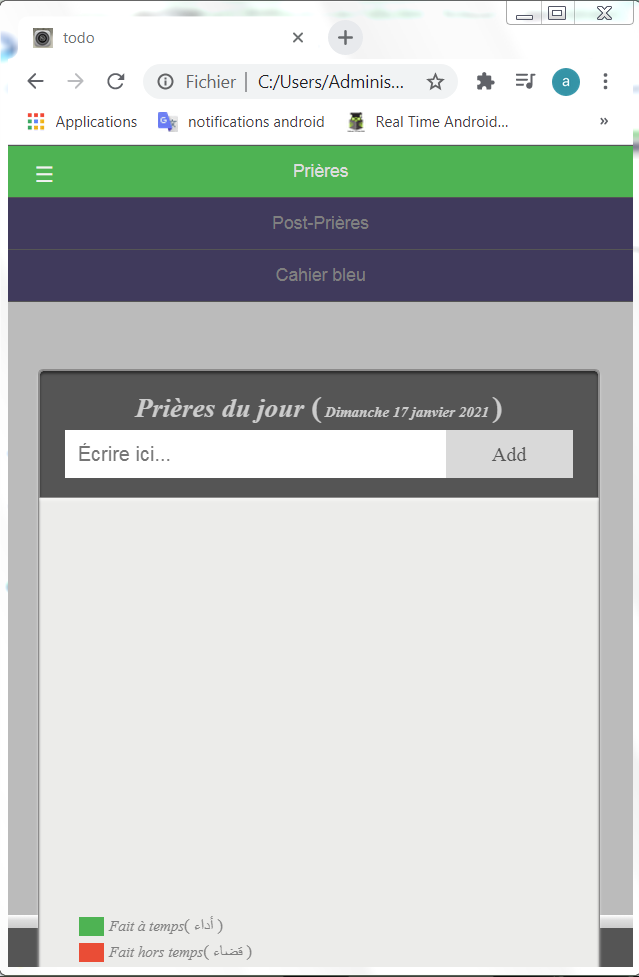 todo
Fichier | C:/Users/Adminis...
a
Applications
notifications android
Real Time Android...
»
☰
Prières
Post-Prières
Cahier bleu
Prières du jour ( Dimanche 17 janvier 2021 )
Écrire ici...
Add
Fait à temps( أداء )
Fait hors temps( قضاء )